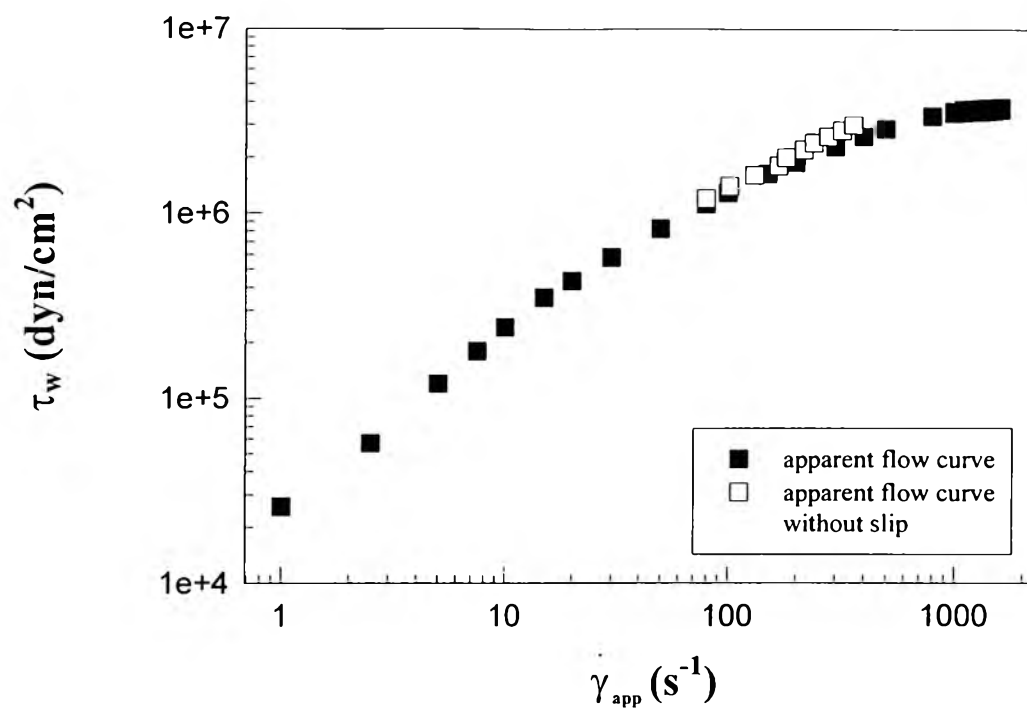 1e+7
1e+6
1e+5
1e+4
τw (dyn/cm²)
apparent flow curve
apparent flow curve
without slip
1 10 100 1000
γ̇app (s⁻¹)